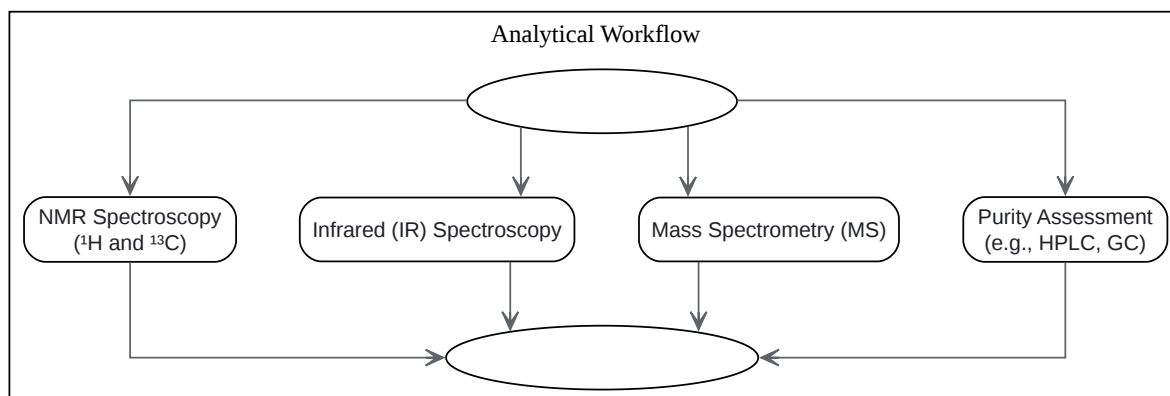 Analytical Workflow
NMR Spectroscopy
(¹H and ¹³C)
Infrared (IR) Spectroscopy
Mass Spectrometry (MS)
Purity Assessment
(e.g., HPLC, GC)